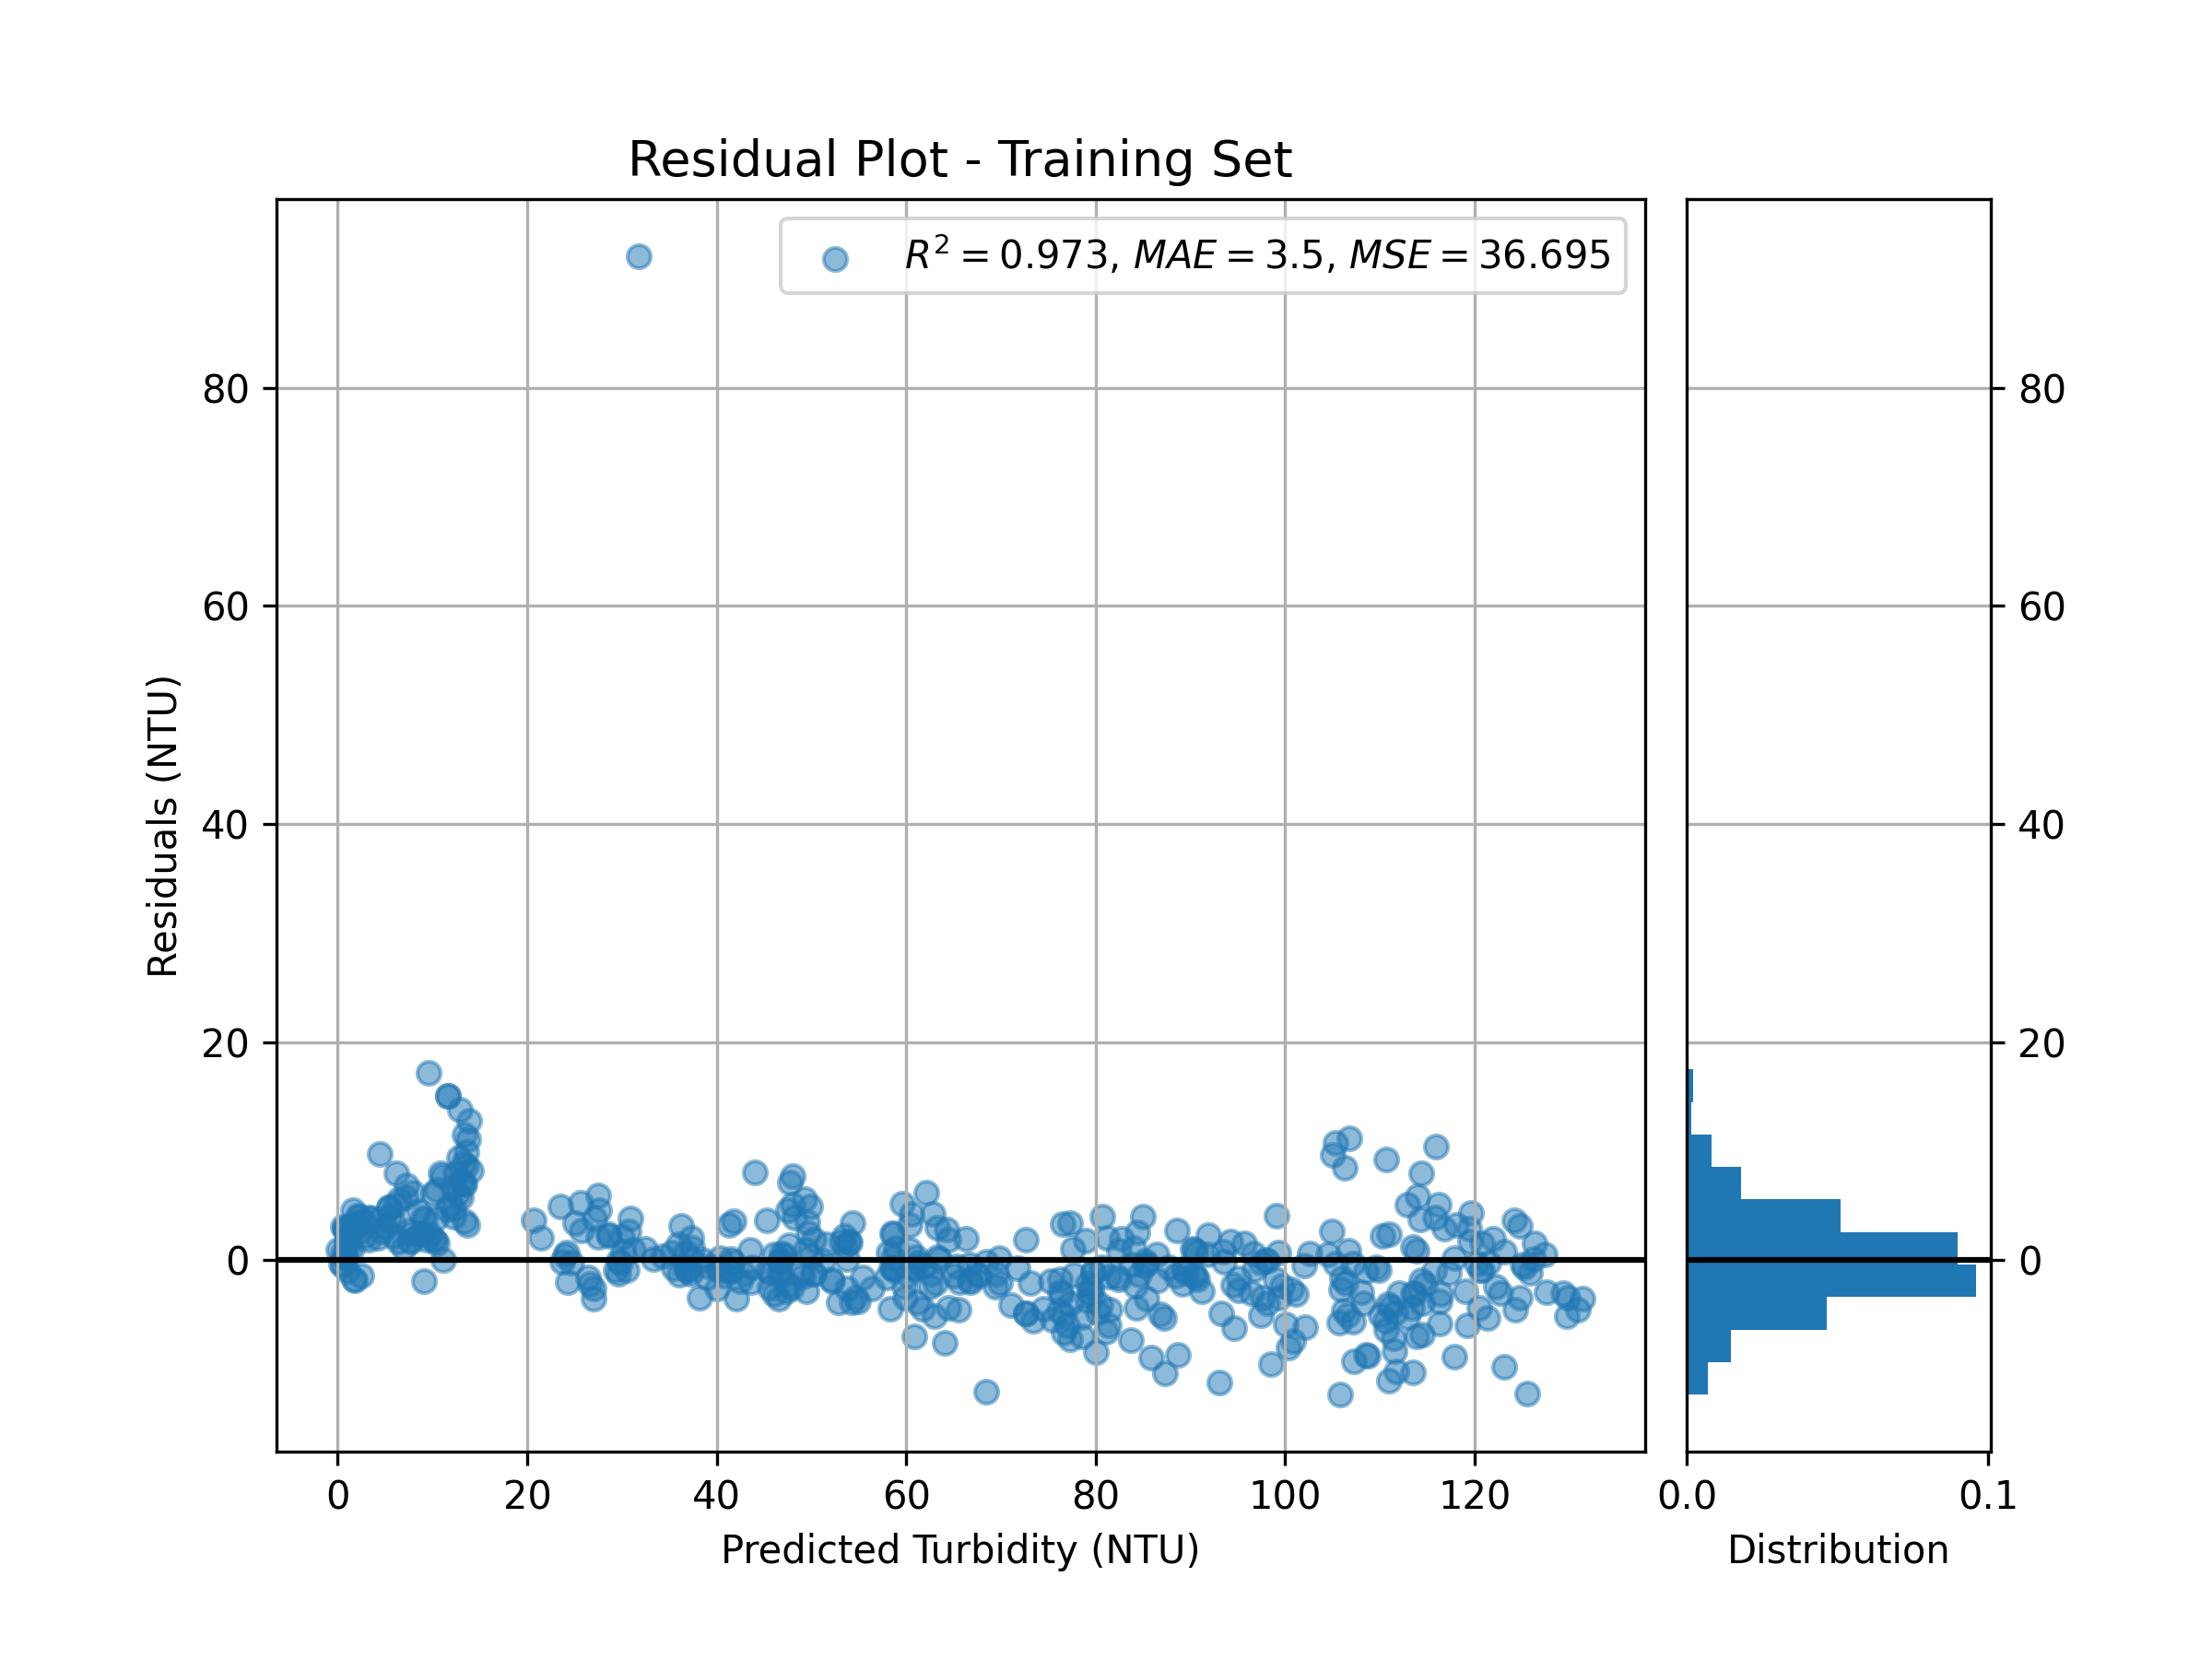 Residual Plot - Training Set
R² = 0.973, MAE = 3.5, MSE = 36.695
80
60
40
20
0
Residuals (NTU)
0 20 40 60 80 100 120
Predicted Turbidity (NTU)
80
60
40
20
0
0.0 0.1
Distribution